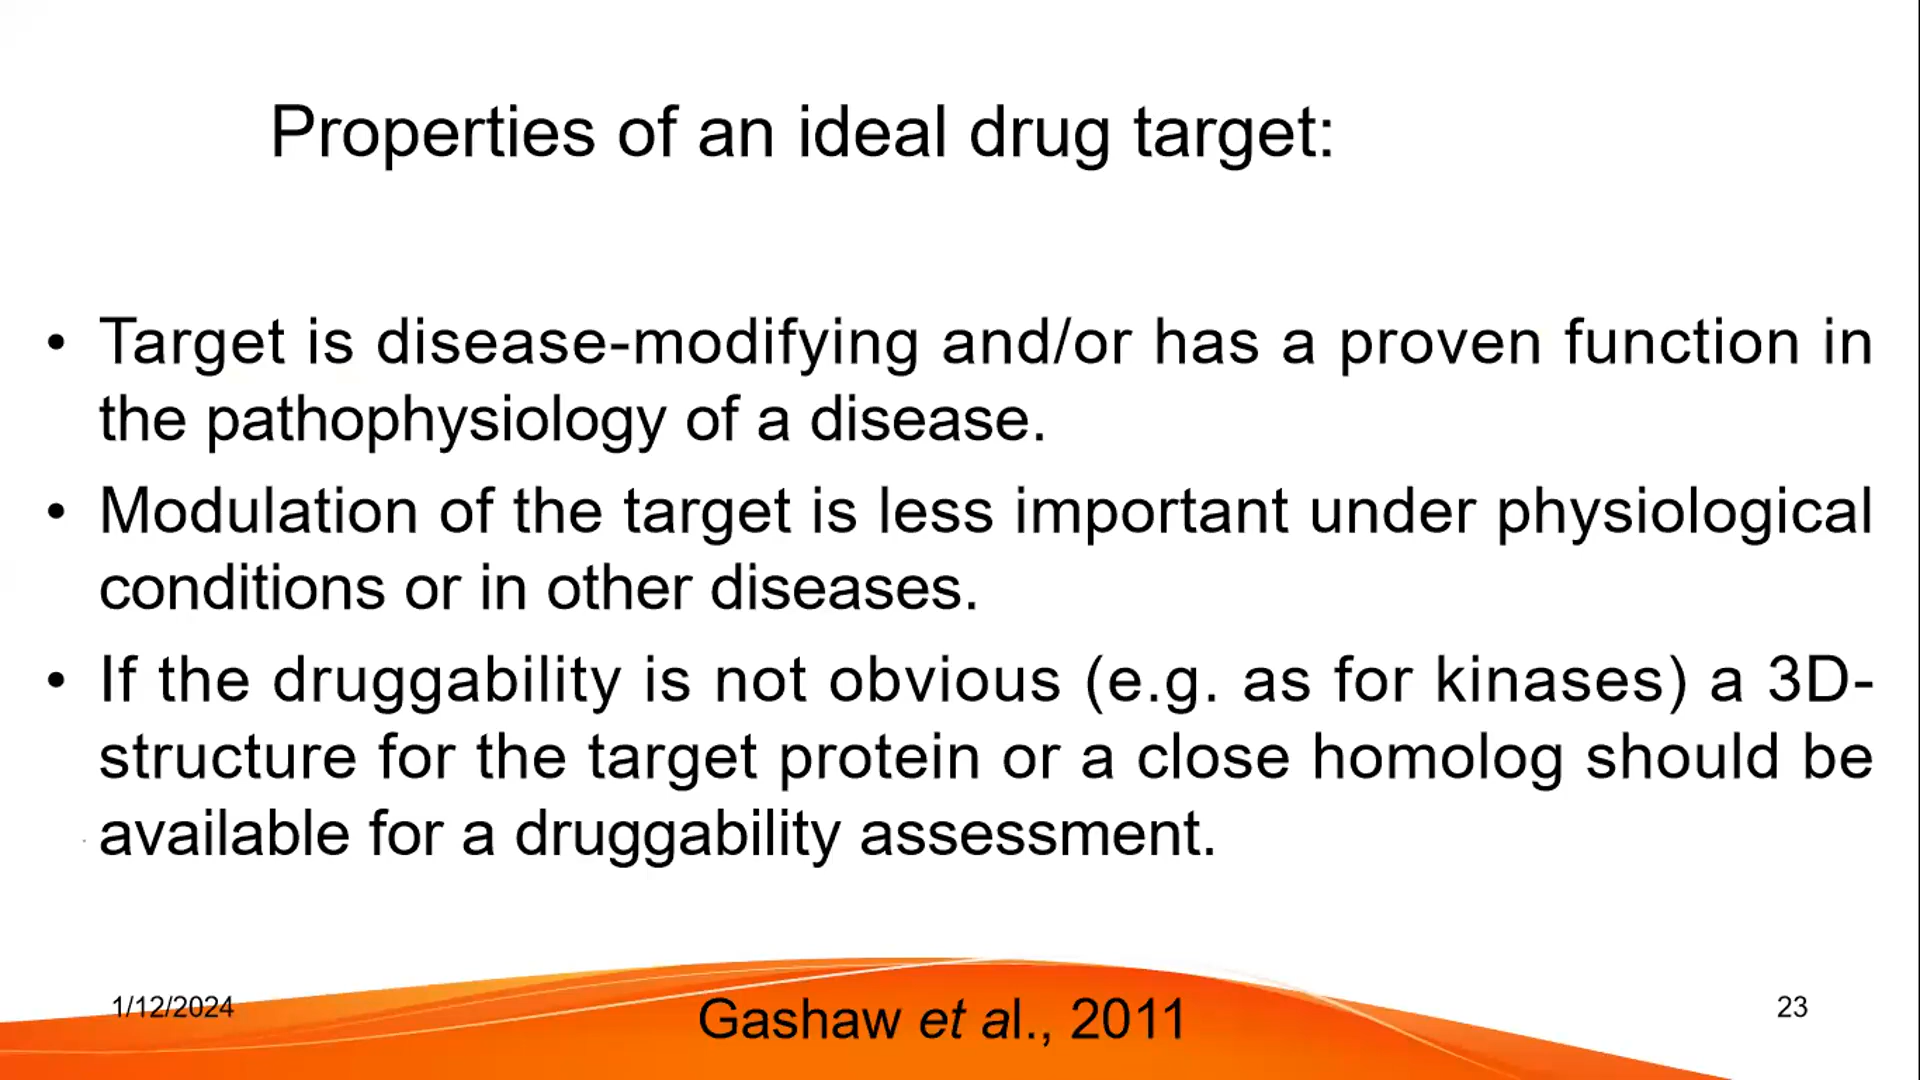 Properties of an ideal drug target:
• Target is disease-modifying and/or has a proven function in
the pathophysiology of a disease.
• Modulation of the target is less important under physiological
conditions or in other diseases.
• If the druggability is not obvious (e.g. as for kinases) a 3D-
structure for the target protein or a close homolog should be
available for a druggability assessment.
1/12/2024
Gashaw et al., 2011
23